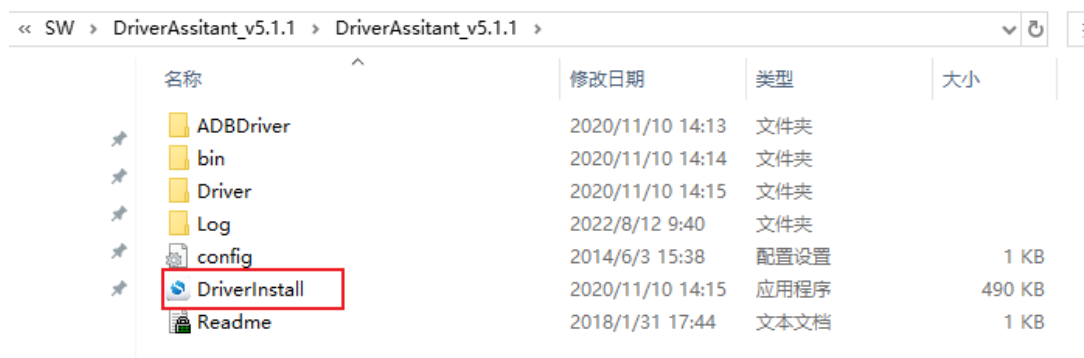 « SW > DriverAssitant_v5.1.1 > DriverAssitant_v5.1.1 >
名称 修改日期 类型 大小
ADBDriver 2020/11/10 14:13 文件夹
bin 2020/11/10 14:14 文件夹
Driver 2020/11/10 14:15 文件夹
Log 2022/8/12 9:40 文件夹
config 2014/6/3 15:38 配置设置 1 KB
DriverInstall 2020/11/10 14:15 应用程序 490 KB
Readme 2018/1/31 17:44 文本文档 1 KB